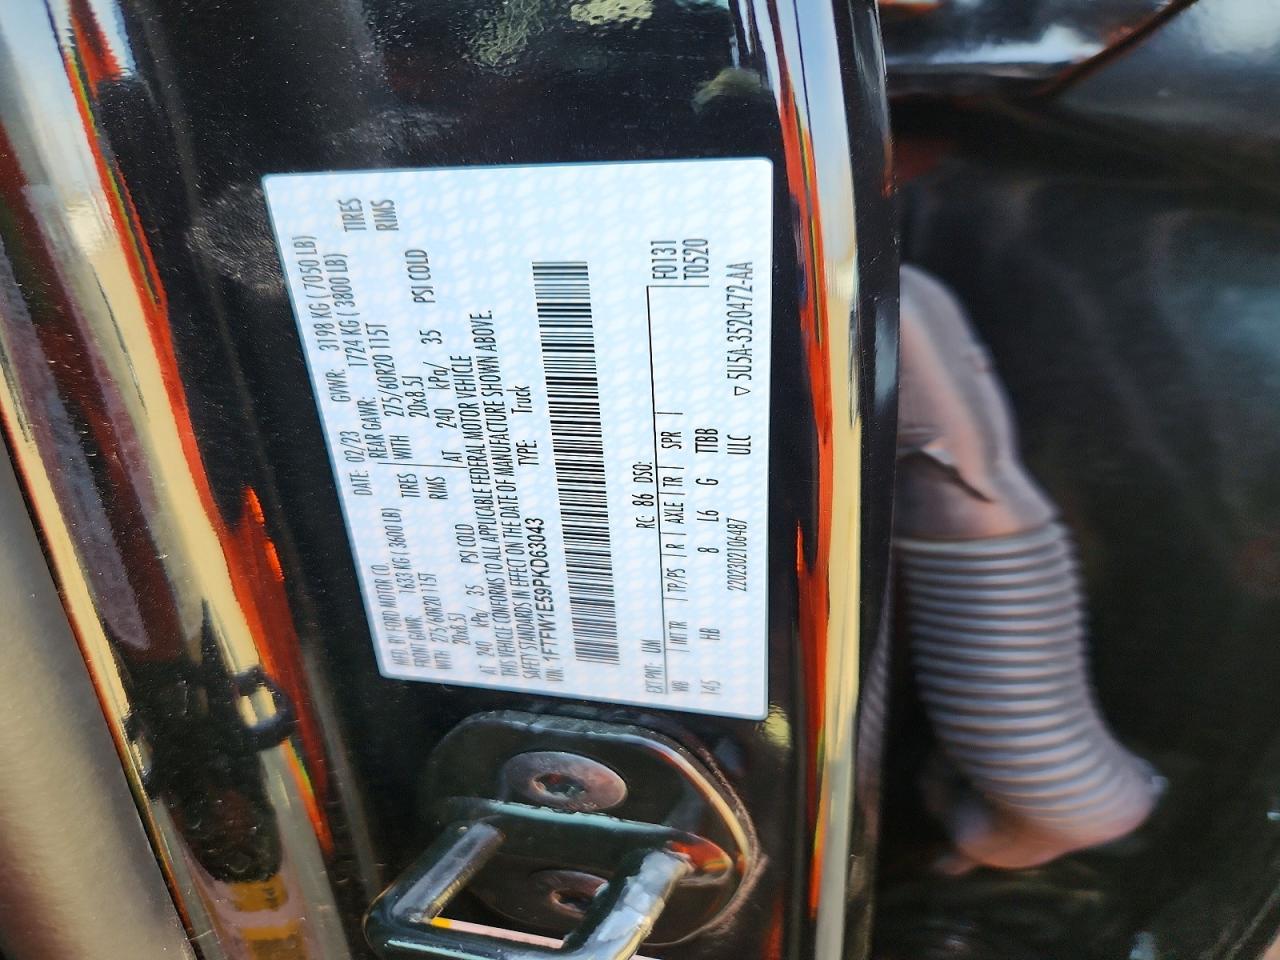 MFD. BY FORD MOTOR CO. DATE: 02/23 GVWR: 3198 KG ( 7050 LB)
FRONT GAWR: 1633 KG ( 3600 LB) REAR GAWR: 1724 KG ( 3800 LB)
WITH 275/60R20 115T TIRES WITH 275/60R20 115T TIRES
20x8.5J RIMS 20x8.5J RIMS
AT 240 kPa/ 35 PSI COLD AT 240 kPa/ 35 PSI COLD
THIS VEHICLE CONFORMS TO ALL APPLICABLE FEDERAL MOTOR VEHICLE
SAFETY STANDARDS IN EFFECT ON THE DATE OF MANUFACTURE SHOWN ABOVE.
VIN: 1FTFW1E59PKD63043 TYPE: Truck
F0131
T0520
EXT PNT: UM RC: 86 DSO:
WB | INT TR | TP/PS | R | AXLE | TR | SPR |
145 HB 8 L6 G TTBB
2202302106487 ULC ▽ 5U5A-3520472-AA